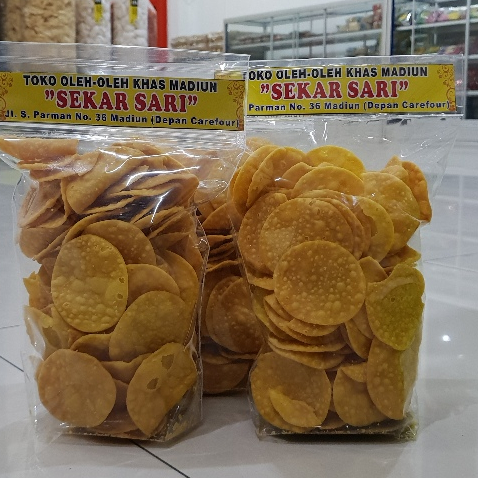 TOKO OLEH-OLEH KHAS MADIUN
"SEKAR SARI"
Jl. S. Parman No. 36 Madiun (Depan Carefour)
TOKO OLEH-OLEH KHAS MADIUN
"SEKAR SARI"
Parman No. 36 Madiun (Depan Carefour)